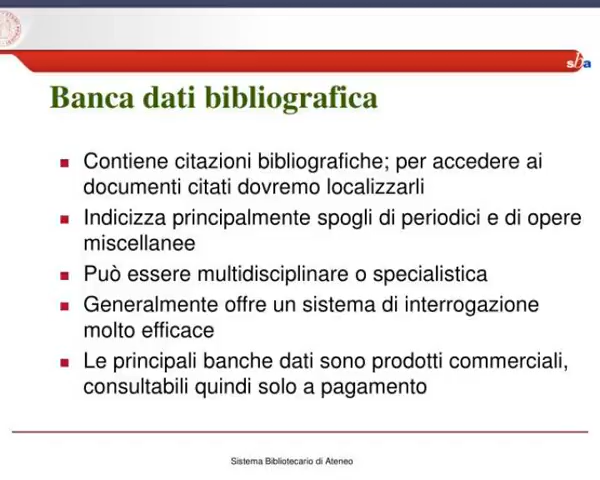 sba
Banca dati bibliografica
Contiene citazioni bibliografiche; per accedere ai
documenti citati dovremo localizzarli
Indicizza principalmente spogli di periodici e di opere
miscellanee
Può essere multidisciplinare o specialistica
Generalmente offre un sistema di interrogazione
molto efficace
Le principali banche dati sono prodotti commerciali,
consultabili quindi solo a pagamento
Sistema Bibliotecario di Ateneo